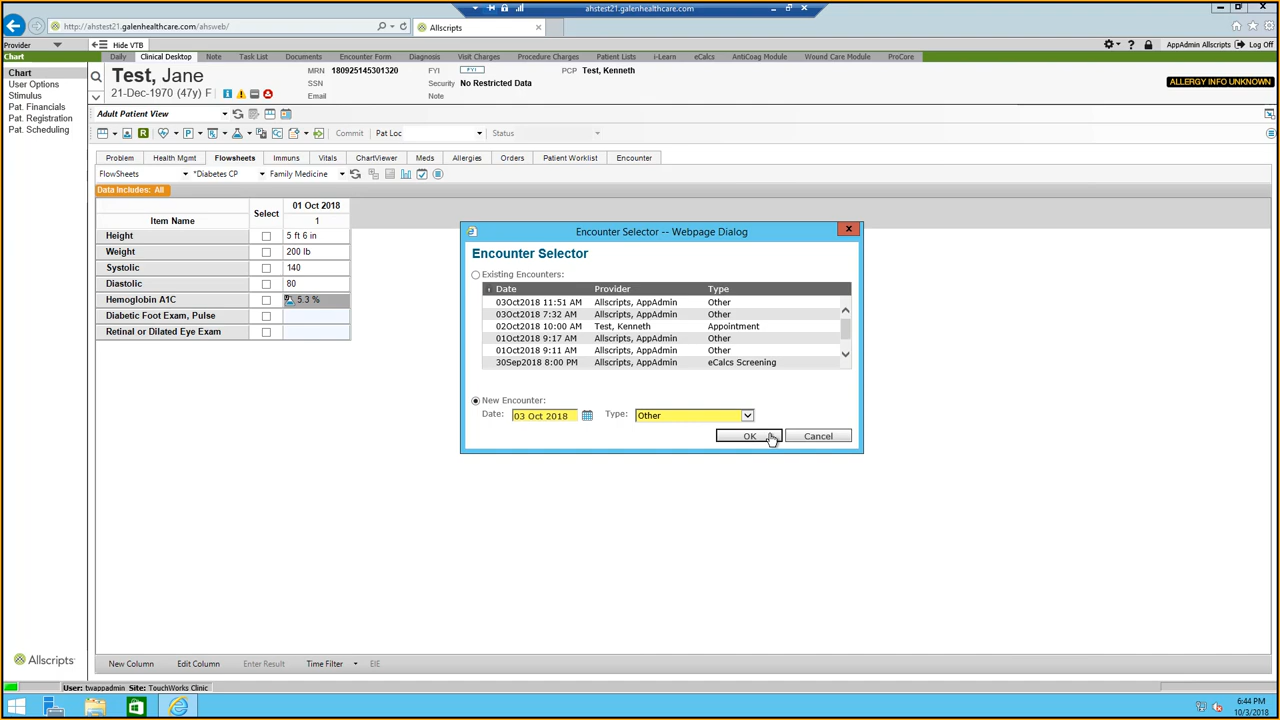 ahstest21.galenhealthcare.com
http://ahstest21.galenhealthcare.com/ahsweb/
Allscripts
Provider
Hide VTB
AppAdmin Allscripts
Log Off
Chart
Daily Clinical Desktop Note Task List Documents Encounter Form Diagnosis Visit Charges Procedure Charges Patient Lists i-Learn eCalcs AntiCoag Module Wound Care Module ProCore
Chart
User Options
Stimulus
Pat. Financials
Pat. Registration
Pat. Scheduling
Test, Jane
21-Dec-1970 (47y) F
MRN 180925145301320
SSN
Email
FYI FYI
Security No Restricted Data
Note
PCP Test, Kenneth
ALLERGY INFO UNKNOWN
Adult Patient View
Commit Pat Loc Status
Problem Health Mgmt Flowsheets Immuns Vitals ChartViewer Meds Allergies Orders Patient Worklist Encounter
FlowSheets *Diabetes CP Family Medicine
Data Includes: All
01 Oct 2018
Item Name Select 1
Height 5 ft 6 in
Weight 200 lb
Systolic 140
Diastolic 80
Hemoglobin A1C 5.3 %
Diabetic Foot Exam, Pulse
Retinal or Dilated Eye Exam
Encounter Selector -- Webpage Dialog
Encounter Selector
Existing Encounters:
Date Provider Type
03Oct2018 11:51 AM Allscripts, AppAdmin Other
03Oct2018 7:32 AM Allscripts, AppAdmin Other
02Oct2018 10:00 AM Test, Kenneth Appointment
01Oct2018 9:17 AM Allscripts, AppAdmin Other
01Oct2018 9:11 AM Allscripts, AppAdmin Other
30Sep2018 8:00 PM Allscripts, AppAdmin eCalcs Screening
New Encounter:
Date: 03 Oct 2018 Type: Other
OK Cancel
Allscripts
New Column Edit Column Enter Result Time Filter EIE
User: twappadmin Site: TouchWorks Clinic
6:44 PM
10/3/2018